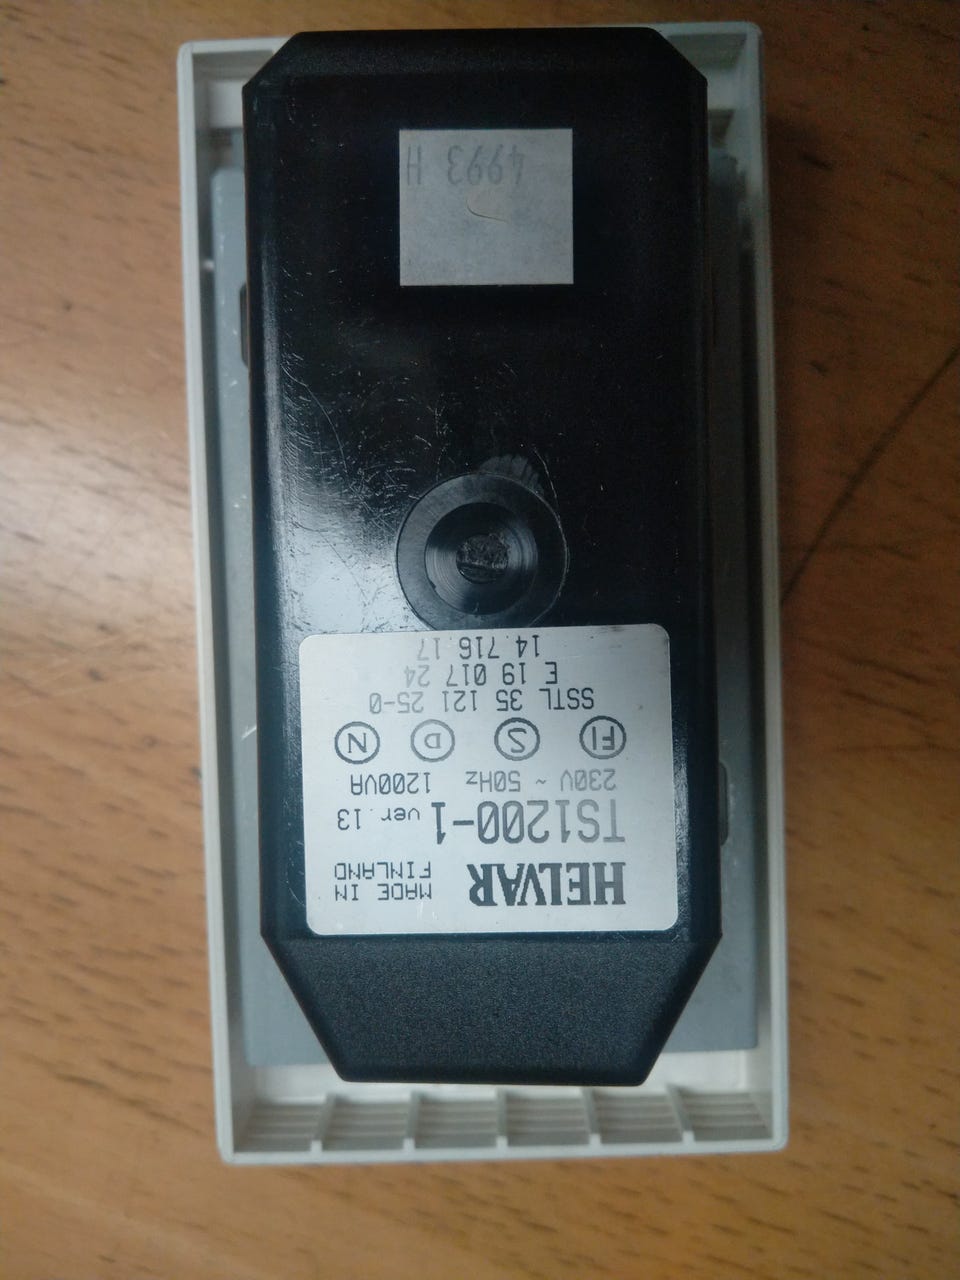 HELVAR MADE IN
FINLAND
TS1200-1 ver.13
230V ~ 50Hz 1200VA
FI S D N
SSTL 35 121 25-0
E 19 017 24
14.716.17
4993 H